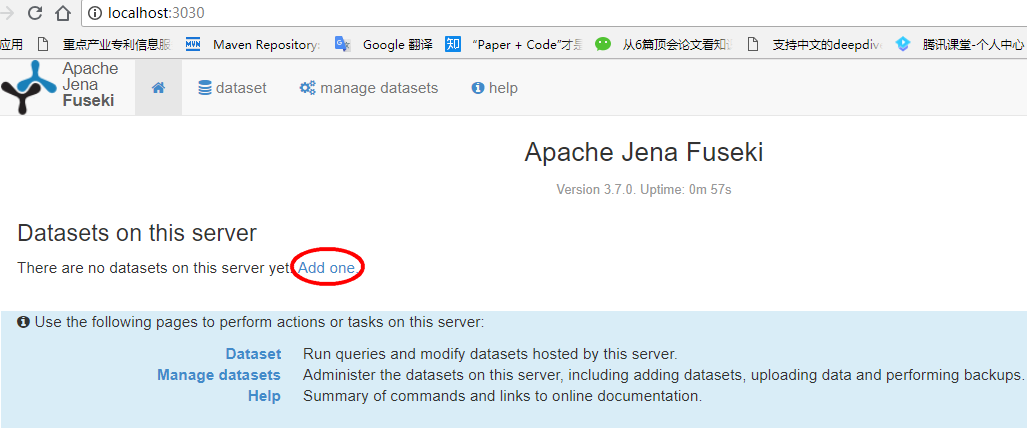 localhost:3030
应用 重点产业专利信息服 Maven Repository: Google 翻译 知 “Paper + Code”才是 从6篇顶会论文看知识 支持中文的deepdive 腾讯课堂-个人中心
Apache
Jena
Fuseki
dataset manage datasets help
Apache Jena Fuseki
Version 3.7.0. Uptime: 0m 57s
Datasets on this server
There are no datasets on this server yet. Add one.
Use the following pages to perform actions or tasks on this server:
Dataset Run queries and modify datasets hosted by this server.
Manage datasets Administer the datasets on this server, including adding datasets, uploading data and performing backups.
Help Summary of commands and links to online documentation.